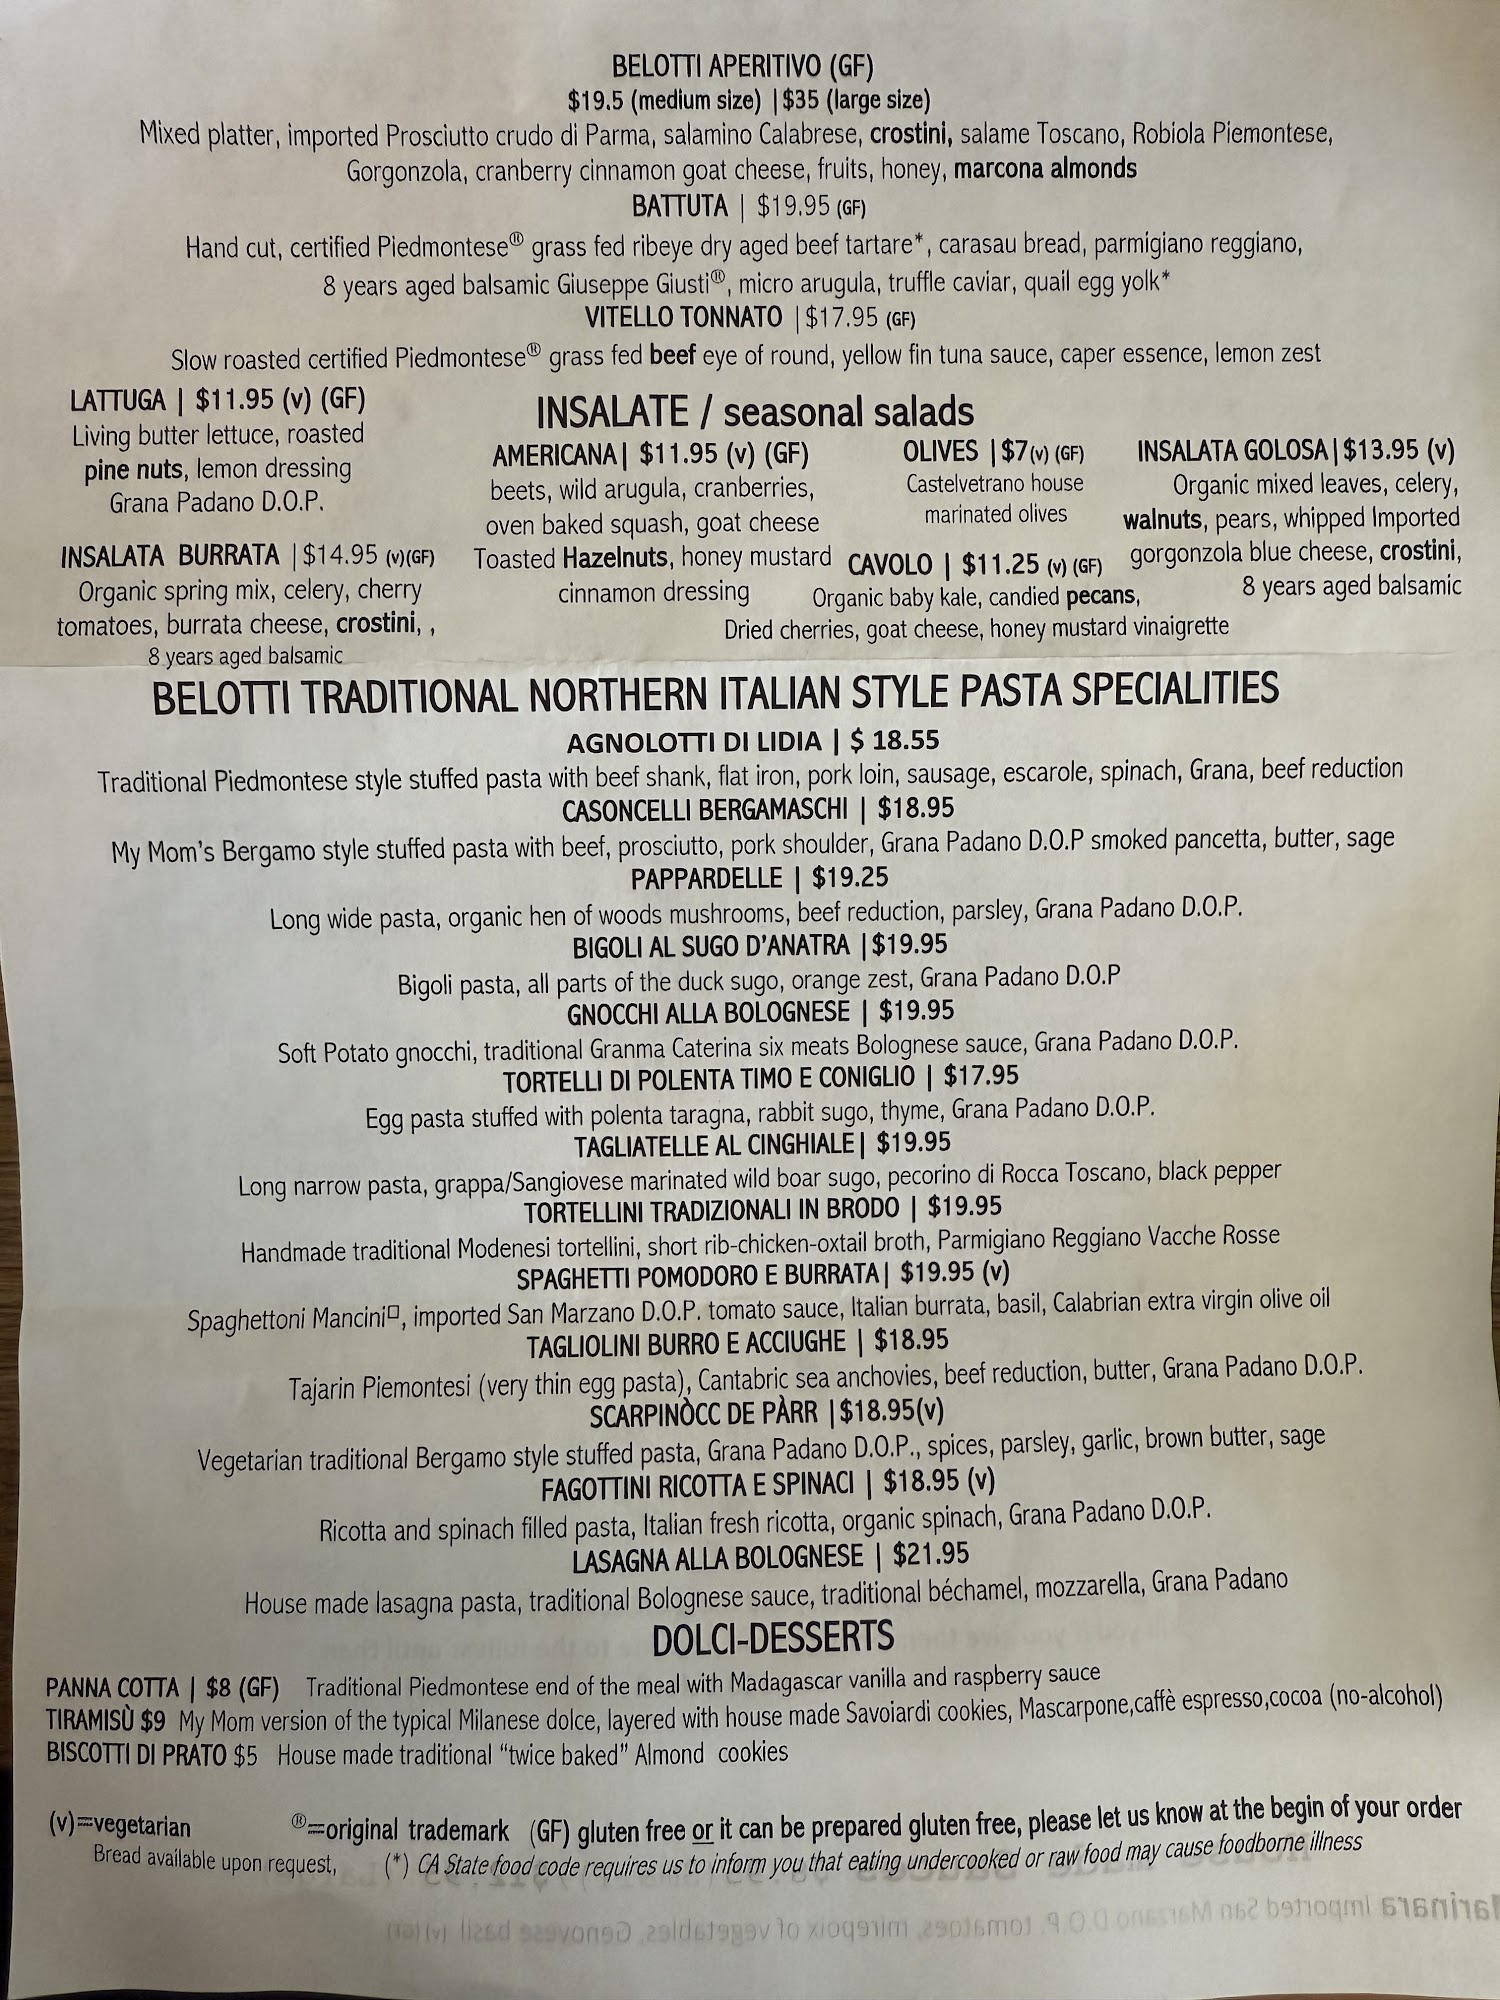 BELOTTI APERITIVO (GF)
$19.5 (medium size) | $35 (large size)
Mixed platter, imported Prosciutto crudo di Parma, salamino Calabrese, crostini, salame Toscano, Robiola Piemontese,
Gorgonzola, cranberry cinnamon goat cheese, fruits, honey, marcona almonds
BATTUTA | $19.95 (GF)
Hand cut, certified Piedmontese® grass fed ribeye dry aged beef tartare*, carasau bread, parmigiano reggiano,
8 years aged balsamic Giuseppe Giusti®, micro arugula, truffle caviar, quail egg yolk*
VITELLO TONNATO | $17.95 (GF)
Slow roasted certified Piedmontese® grass fed beef eye of round, yellow fin tuna sauce, caper essence, lemon zest
LATTUGA | $11.95 (v) (GF)
Living butter lettuce, roasted
pine nuts, lemon dressing
Grana Padano D.O.P.
INSALATA BURRATA | $14.95 (v)(GF)
Organic spring mix, celery, cherry
tomatoes, burrata cheese, crostini, ,
8 years aged balsamic
INSALATE / seasonal salads
AMERICANA| $11.95 (v) (GF)
beets, wild arugula, cranberries,
oven baked squash, goat cheese
Toasted Hazelnuts, honey mustard
cinnamon dressing
OLIVES | $7(v) (GF)
Castelvetrano house
marinated olives
CAVOLO | $11.25 (v) (GF)
Organic baby kale, candied pecans,
Dried cherries, goat cheese, honey mustard vinaigrette
INSALATA GOLOSA|$13.95 (v)
Organic mixed leaves, celery,
walnuts, pears, whipped Imported
gorgonzola blue cheese, crostini,
8 years aged balsamic
BELOTTI TRADITIONAL NORTHERN ITALIAN STYLE PASTA SPECIALITIES
AGNOLOTTI DI LIDIA | $ 18.55
Traditional Piedmontese style stuffed pasta with beef shank, flat iron, pork loin, sausage, escarole, spinach, Grana, beef reduction
CASONCELLI BERGAMASCHI | $18.95
My Mom's Bergamo style stuffed pasta with beef, prosciutto, pork shoulder, Grana Padano D.O.P smoked pancetta, butter, sage
PAPPARDELLE | $19.25
Long wide pasta, organic hen of woods mushrooms, beef reduction, parsley, Grana Padano D.O.P.
BIGOLI AL SUGO D'ANATRA | $19.95
Bigoli pasta, all parts of the duck sugo, orange zest, Grana Padano D.O.P
GNOCCHI ALLA BOLOGNESE | $19.95
Soft Potato gnocchi, traditional Granma Caterina six meats Bolognese sauce, Grana Padano D.O.P.
TORTELLI DI POLENTA TIMO E CONIGLIO | $17.95
Egg pasta stuffed with polenta taragna, rabbit sugo, thyme, Grana Padano D.O.P.
TAGLIATELLE AL CINGHIALE| $19.95
Long narrow pasta, grappa/Sangiovese marinated wild boar sugo, pecorino di Rocca Toscano, black pepper
TORTELLINI TRADIZIONALI IN BRODO | $19.95
Handmade traditional Modenesi tortellini, short rib-chicken-oxtail broth, Parmigiano Reggiano Vacche Rosse
SPAGHETTI POMODORO E BURRATA| $19.95 (v)
Spaghettoni Mancini□, imported San Marzano D.O.P. tomato sauce, Italian burrata, basil, Calabrian extra virgin olive oil
TAGLIOLINI BURRO E ACCIUGHE | $18.95
Tajarin Piemontesi (very thin egg pasta), Cantabric sea anchovies, beef reduction, butter, Grana Padano D.O.P.
SCARPINÒCC DE PÀRR |$18.95(v)
Vegetarian traditional Bergamo style stuffed pasta, Grana Padano D.O.P., spices, parsley, garlic, brown butter, sage
FAGOTTINI RICOTTA E SPINACI | $18.95 (v)
Ricotta and spinach filled pasta, Italian fresh ricotta, organic spinach, Grana Padano D.O.P.
LASAGNA ALLA BOLOGNESE | $21.95
House made lasagna pasta, traditional Bolognese sauce, traditional béchamel, mozzarella, Grana Padano
DOLCI-DESSERTS
PANNA COTTA | $8 (GF) Traditional Piedmontese end of the meal with Madagascar vanilla and raspberry sauce
TIRAMISÙ $9 My Mom version of the typical Milanese dolce, layered with house made Savoiardi cookies, Mascarpone,caffè espresso,cocoa (no-alcohol)
BISCOTTI DI PRATO $5 House made traditional "twice baked" Almond cookies
(v)=vegetarian ®=original trademark (GF) gluten free or it can be prepared gluten free, please let us know at the begin of your order
Bread available upon request, (*) CA State food code requires us to inform you that eating undercooked or raw food may cause foodborne illness